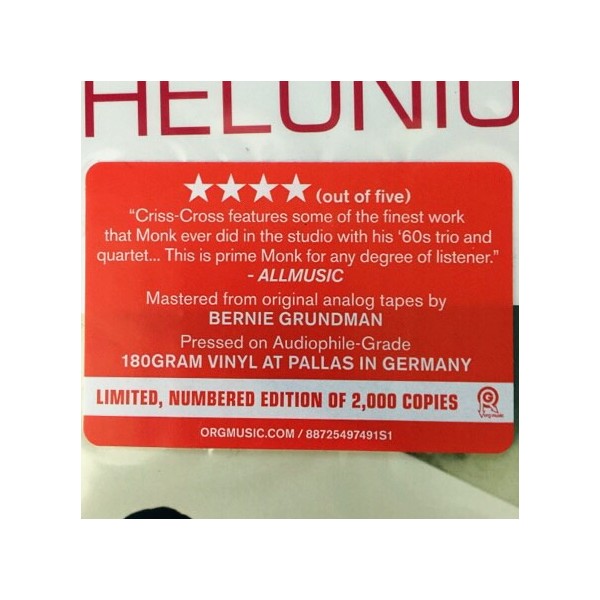 HELONIU
★★★★ (out of five)
“Criss-Cross features some of the finest work
that Monk ever did in the studio with his ‘60s trio and
quartet... This is prime Monk for any degree of listener.”
- ALLMUSIC
Mastered from original analog tapes by
BERNIE GRUNDMAN
Pressed on Audiophile-Grade
180GRAM VINYL AT PALLAS IN GERMANY
LIMITED, NUMBERED EDITION OF 2,000 COPIES
org music
ORGMUSIC.COM / 88725497491S1